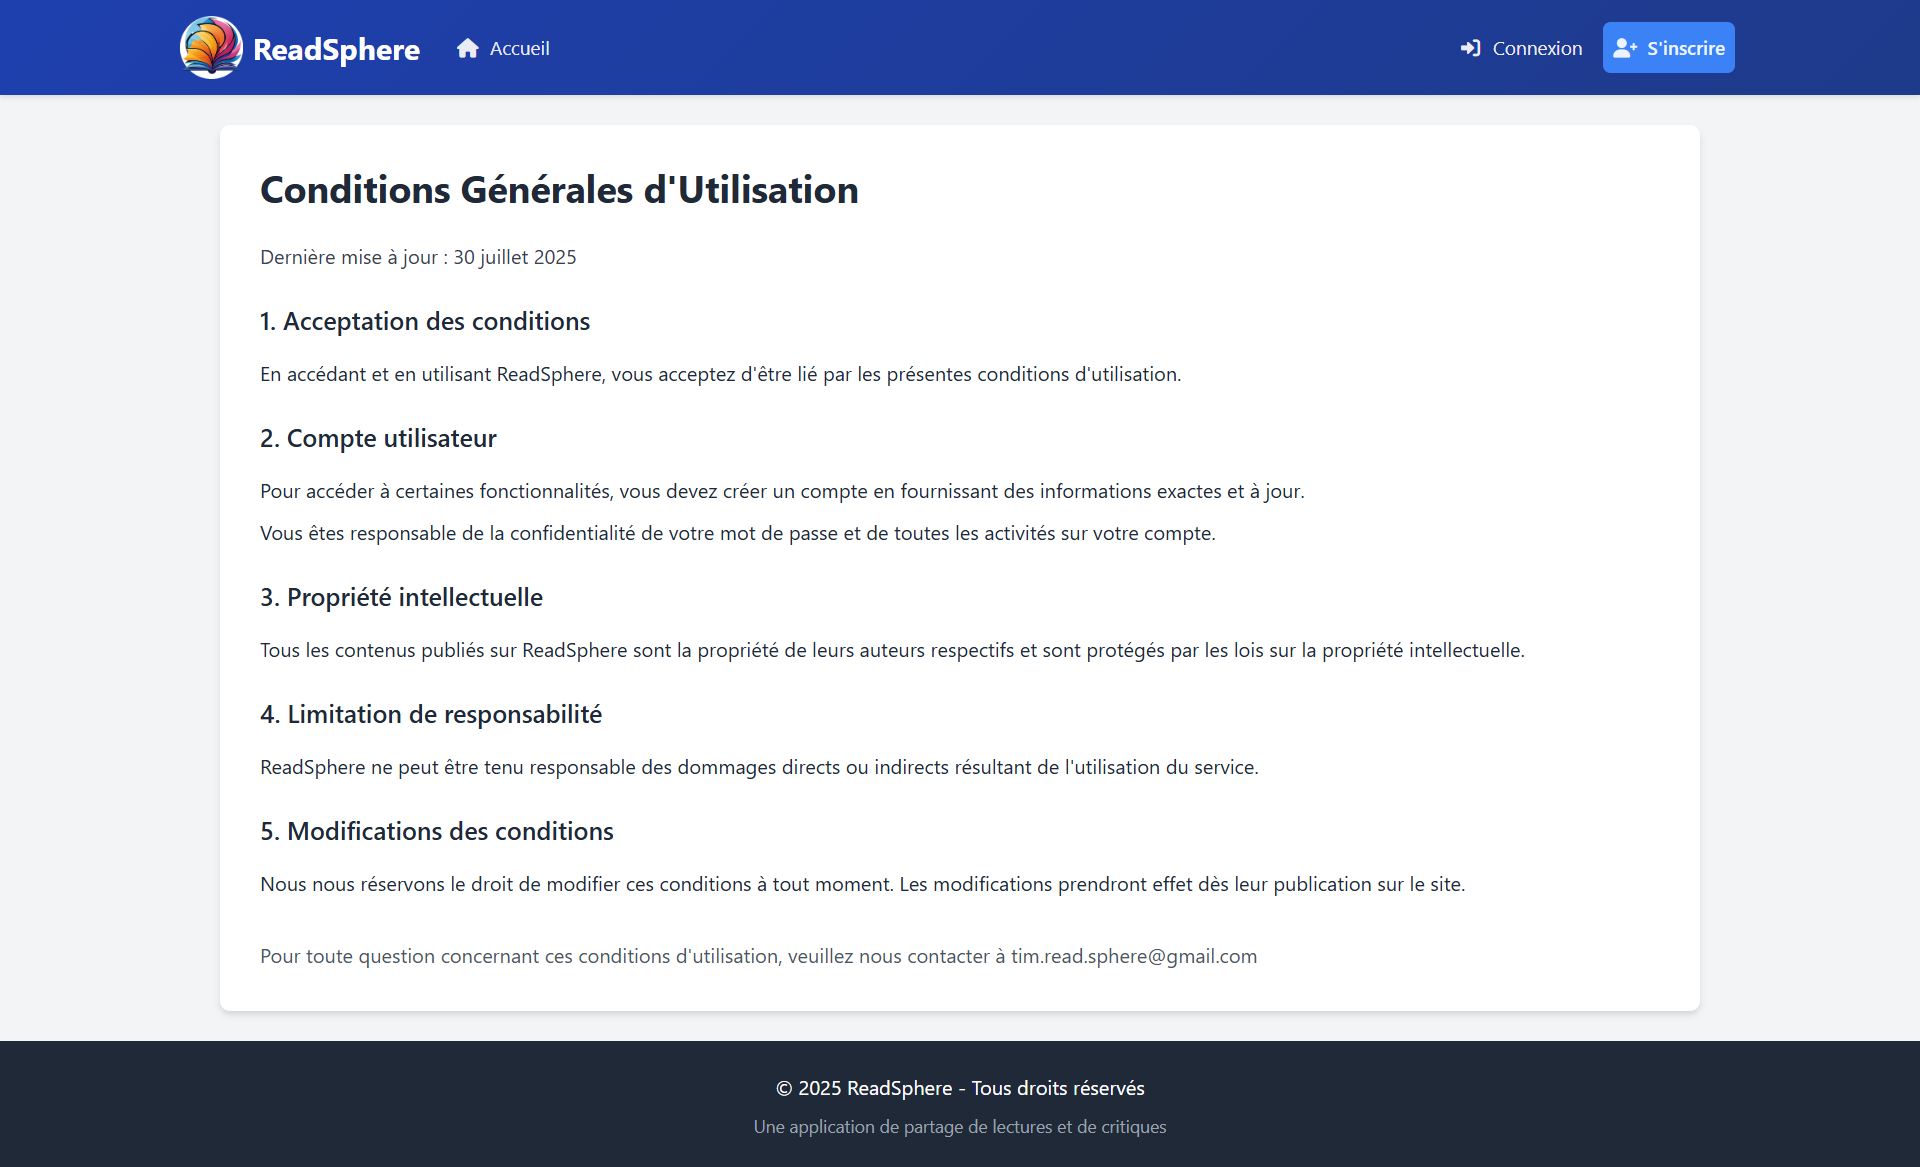 ReadSphere
Accueil
Connexion
S'inscrire
Conditions Générales d'Utilisation
Dernière mise à jour : 30 juillet 2025
1. Acceptation des conditions
En accédant et en utilisant ReadSphere, vous acceptez d'être lié par les présentes conditions d'utilisation.
2. Compte utilisateur
Pour accéder à certaines fonctionnalités, vous devez créer un compte en fournissant des informations exactes et à jour.
Vous êtes responsable de la confidentialité de votre mot de passe et de toutes les activités sur votre compte.
3. Propriété intellectuelle
Tous les contenus publiés sur ReadSphere sont la propriété de leurs auteurs respectifs et sont protégés par les lois sur la propriété intellectuelle.
4. Limitation de responsabilité
ReadSphere ne peut être tenu responsable des dommages directs ou indirects résultant de l'utilisation du service.
5. Modifications des conditions
Nous nous réservons le droit de modifier ces conditions à tout moment. Les modifications prendront effet dès leur publication sur le site.
Pour toute question concernant ces conditions d'utilisation, veuillez nous contacter à tim.read.sphere@gmail.com
© 2025 ReadSphere - Tous droits réservés
Une application de partage de lectures et de critiques